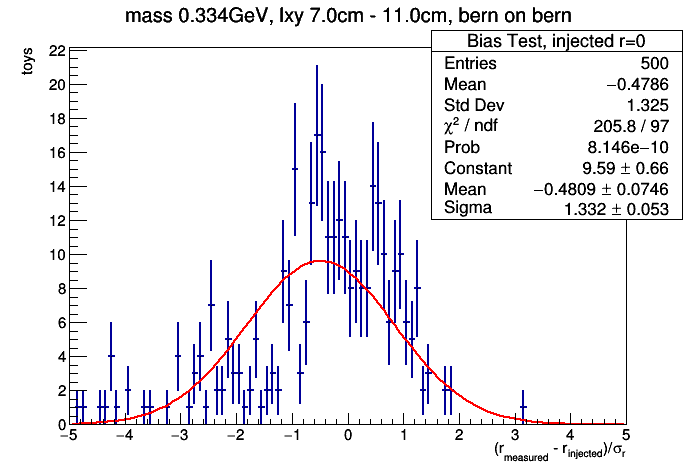 mass 0.334GeV, lxy 7.0cm - 11.0cm, bern on bern
Bias Test, injected r=0
Entries 500
Mean −0.4786
Std Dev 1.325
χ² / ndf 205.8 / 97
Prob 8.146e−10
Constant 9.59 ± 0.66
Mean −0.4809 ± 0.0746
Sigma 1.332 ± 0.053
toys
22
20
18
16
14
12
10
8
6
4
2
0
−5 −4 −3 −2 −1 0 1 2 3 4 5
(r_measured - r_injected)/σ_r